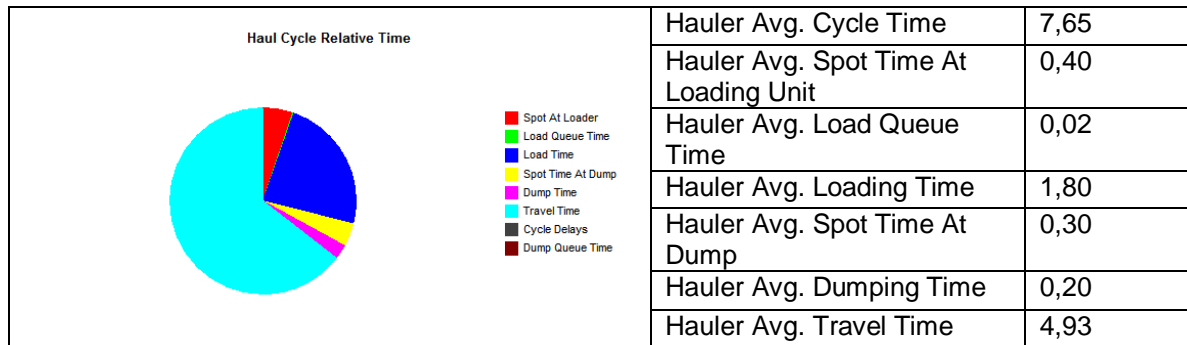 Haul Cycle Relative Time
Spot At Loader
Load Queue Time
Load Time
Spot Time At Dump
Dump Time
Travel Time
Cycle Delays
Dump Queue Time
Hauler Avg. Cycle Time 7,65
Hauler Avg. Spot Time At 0,40
Loading Unit
Hauler Avg. Load Queue 0,02
Time
Hauler Avg. Loading Time 1,80
Hauler Avg. Spot Time At 0,30
Dump
Hauler Avg. Dumping Time 0,20
Hauler Avg. Travel Time 4,93